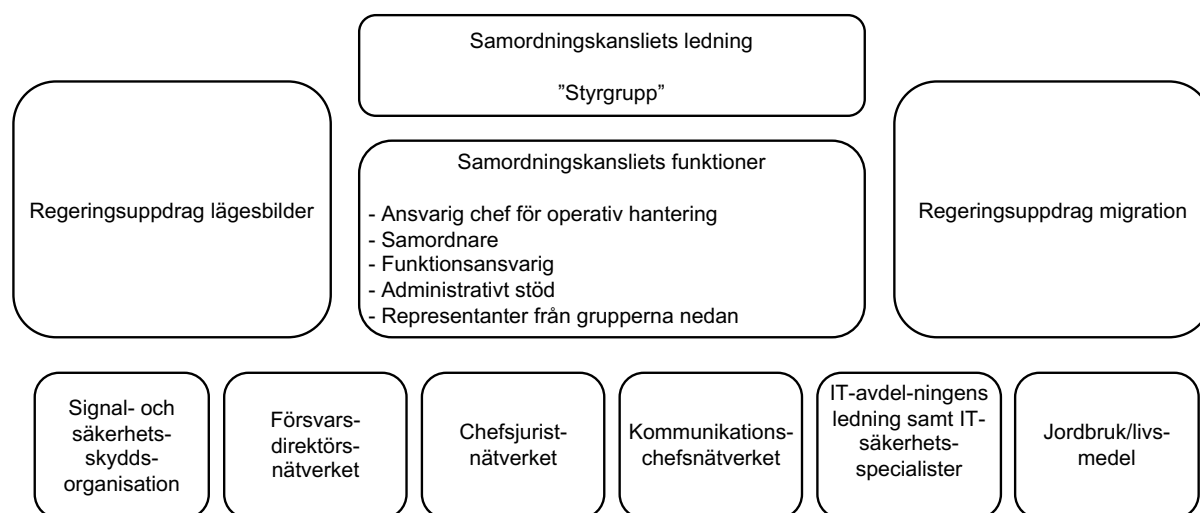 Samordningskansliets ledning
”Styrgrupp”
Regeringsuppdrag lägesbilder
Samordningskansliets funktioner
- Ansvarig chef för operativ hantering
- Samordnare
- Funktionsansvarig
- Administrativt stöd
- Representanter från grupperna nedan
Regeringsuppdrag migration
Signal- och
säkerhets-
skydds-
organisation
Försvars-
direktörs-
nätverket
Chefsjurist-
nätverket
Kommunikations-
chefsnätverket
IT-avdel-ningens
ledning samt IT-
säkerhets-
specialister
Jordbruk/livs-
medel